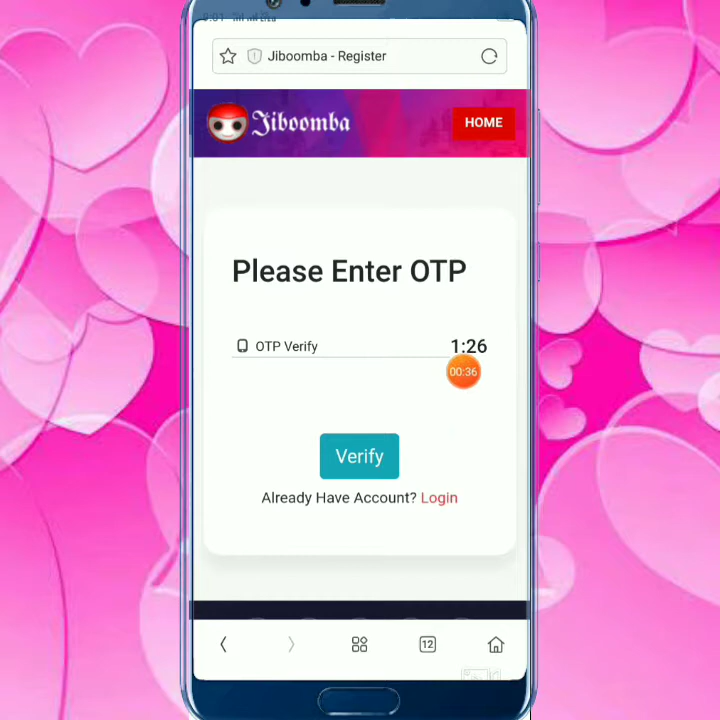 Jiboomba - Register
Jiboomba
HOME
Please Enter OTP
OTP Verify
1:26
00:36
Verify
Already Have Account? Login
12